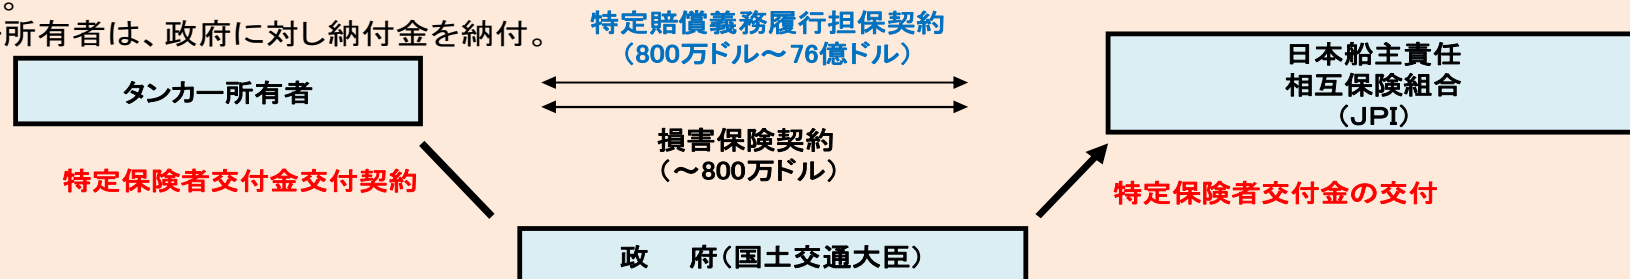 。
所有者は、政府に対し納付金を納付。
特定賠償義務履行担保契約
（800万ドル～76億ドル）
タンカー所有者
日本船主責任
相互保険組合
（JPI）
損害保険契約
（～800万ドル）
特定保険者交付金交付契約
特定保険者交付金の交付
政　府（国土交通大臣）